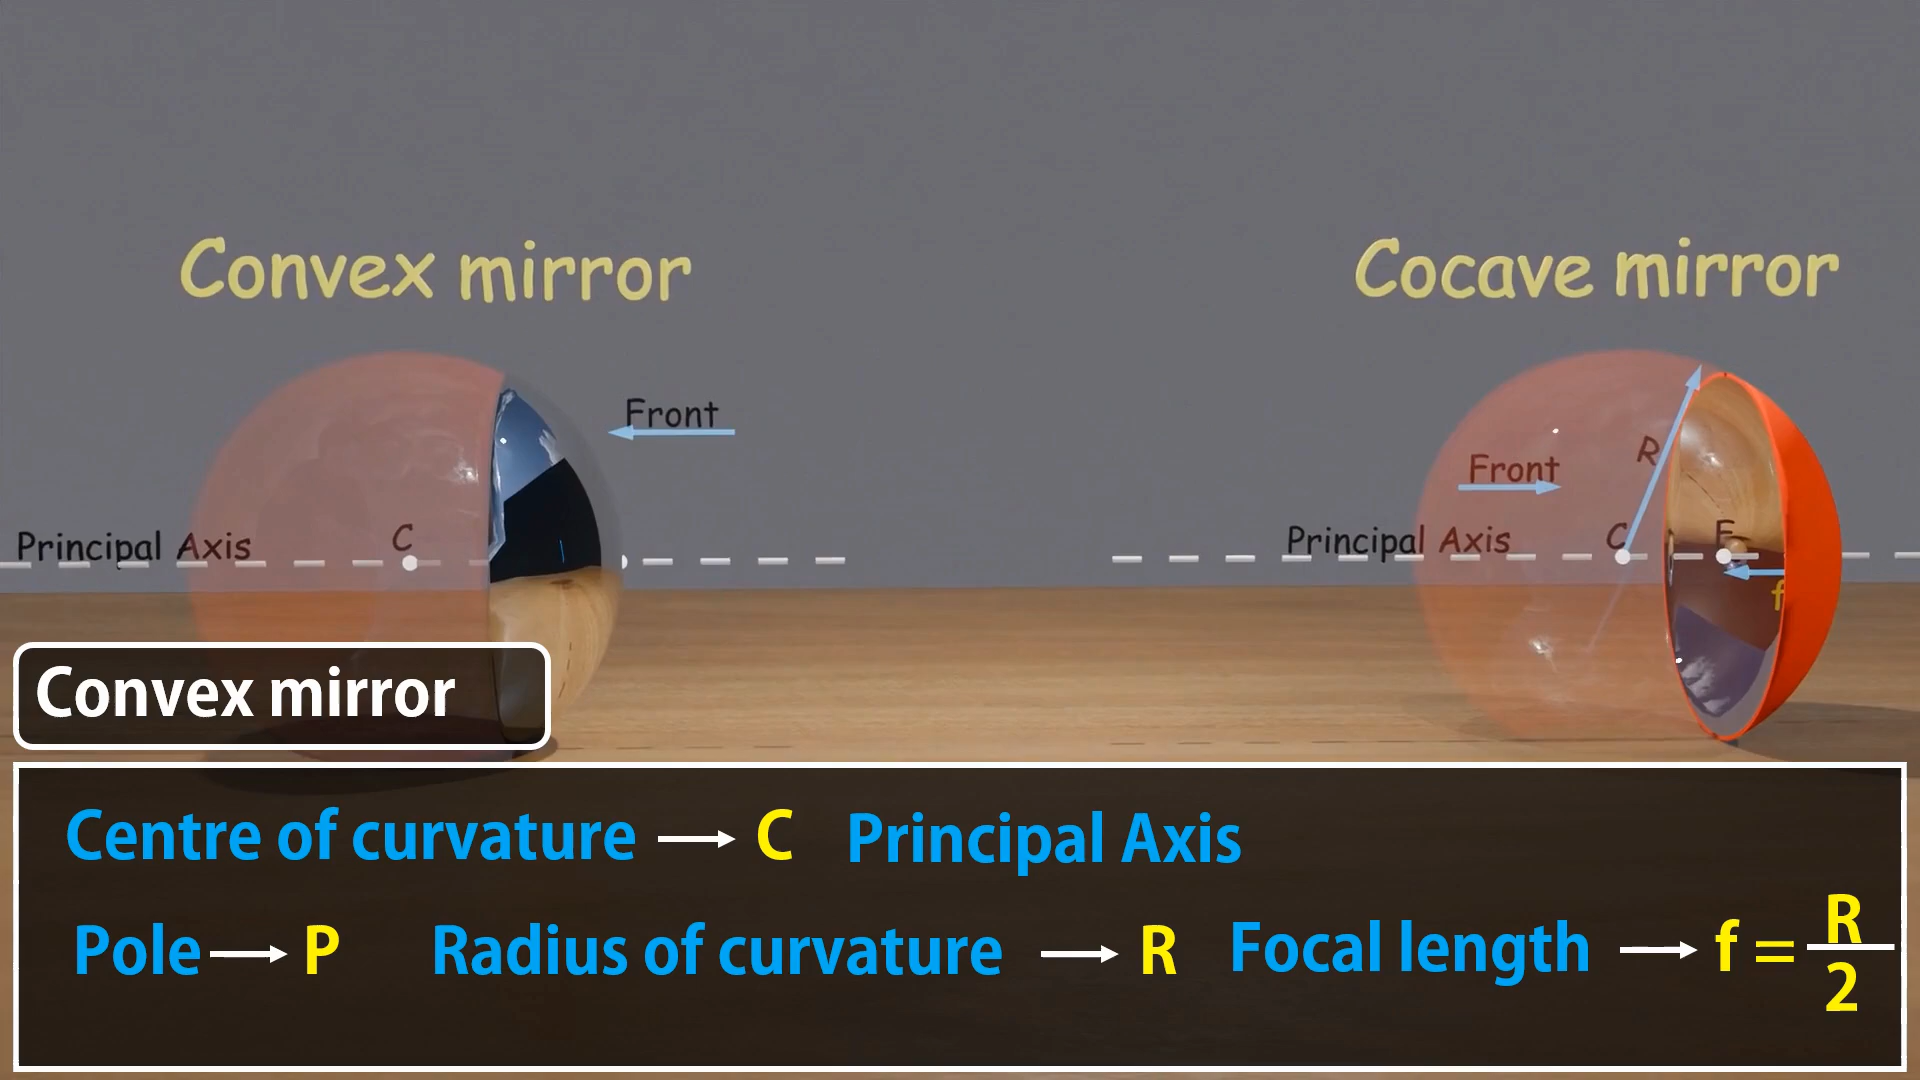 Convex mirror
Cocave mirror
Front
Front
R
Principal Axis
C
Principal Axis
C
F
f
Convex mirror
Centre of curvature → C Principal Axis
Pole → P Radius of curvature → R Focal length → f = R/2